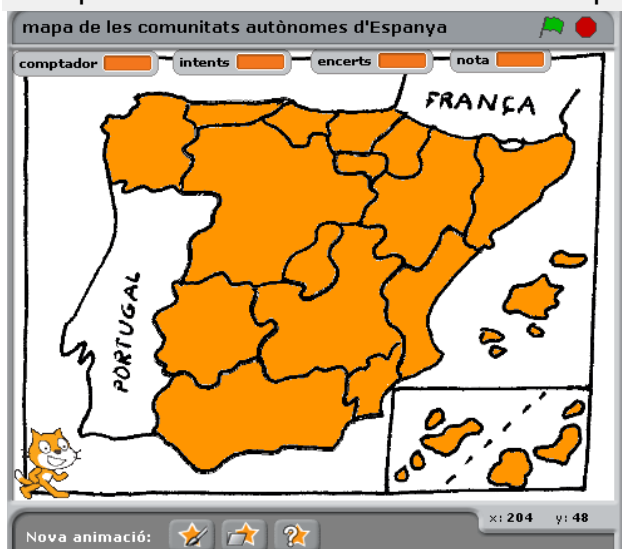 mapa de les comunitats autònomes d'Espanya
comptador intents encerts nota
FRANÇA
PORTUGAL
x: 204 y: 48
Nova animació: